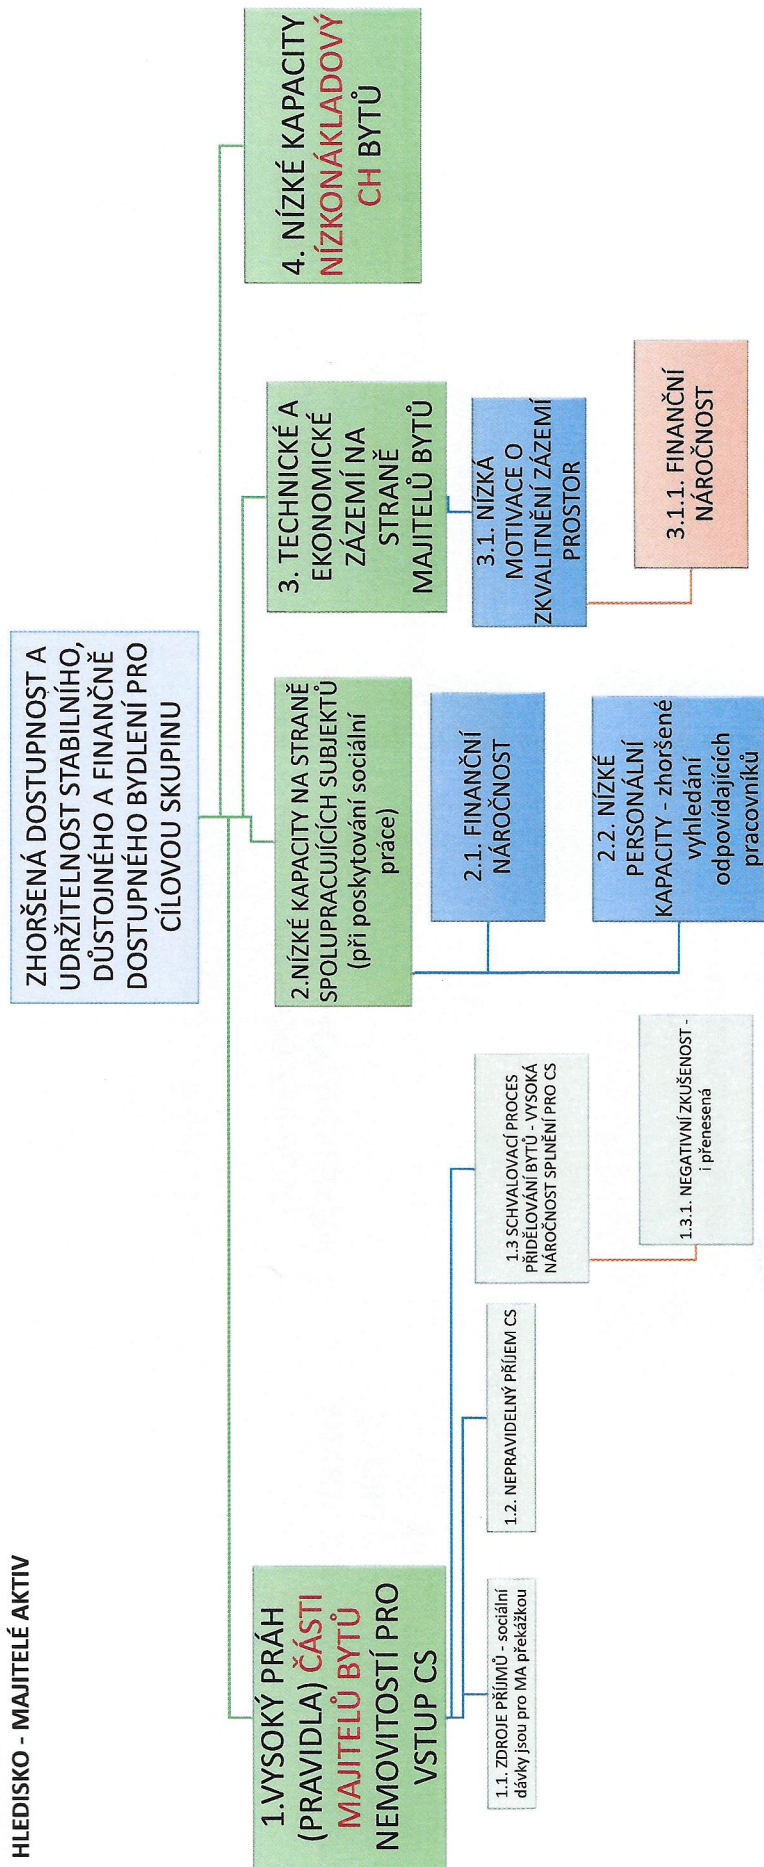 HLEDISKO - MAJITELÉ AKTIV
ZHORŠENÁ DOSTUPNOST A
UDRŽITELNOST STABILNÍHO,
DŮSTOJNÉHO A FINANČNĚ
DOSTUPNÉHO BYDLENÍ PRO
CÍLOVOU SKUPINU
1.VYSOKÝ PRÁH
(PRAVIDLA) ČÁSTI
MAJITELŮ BYTŮ
NEMOVITOSTÍ PRO
VSTUP CS
1.1. ZDROJE PŘÍJMŮ - sociální
dávky jsou pro MA překážkou
1.2. NEPRAVIDELNÝ PŘÍJEM CS
1.3 SCHVALOVACÍ PROCES
PŘIDĚLOVÁNÍ BYTŮ - VYSOKÁ
NÁROČNOST SPLNĚNÍ PRO CS
1.3.1. NEGATIVNÍ ZKUŠENOST -
i přenesená
2.NÍZKÉ KAPACITY NA STRANĚ
SPOLUPRACUJÍCÍCH SUBJEKTŮ
(při poskytování sociální
práce)
2.1. FINANČNÍ
NÁROČNOST
2.2. NÍZKÉ
PERSONÁLNÍ
KAPACITY - zhoršené
vyhledání
odpovídajících
pracovníků
3. TECHNICKÉ A
EKONOMICKÉ
ZÁZEMÍ NA
STRANĚ
MAJITELŮ BYTŮ
3.1. NÍZKÁ
MOTIVACE O
ZKVALITNĚNÍ ZÁZEMÍ
PROSTOR
3.1.1. FINANČNÍ
NÁROČNOST
4. NÍZKÉ KAPACITY
NÍZKONÁKLADOVÝ
CH BYTŮ